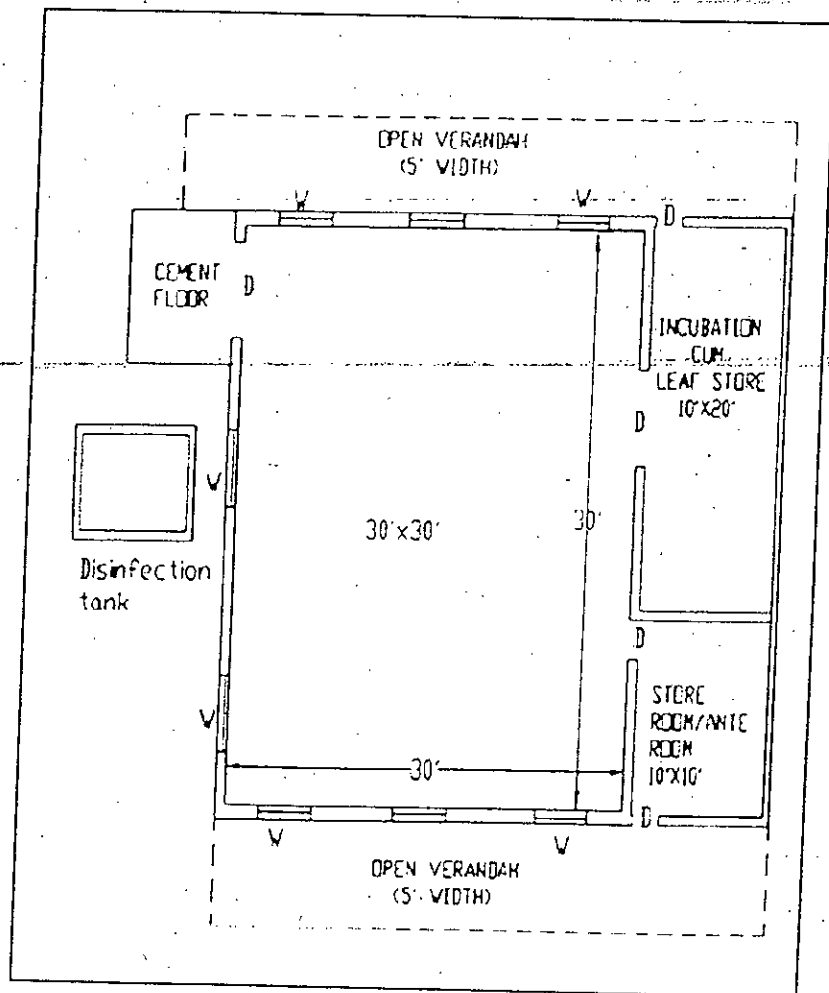 OPEN VERANDAH
(5' WIDTH)
W
W
D
CEMENT
FLOOR
D
INCUBATION
CUM
LEAF STORE
10'X20'
D
W
30'x30'
30'
Disinfection
tank
D
W
STORE
ROOM/ANTE
ROOM
10'X10'
30'
W
W
D
OPEN VERANDAH
(5' WIDTH)